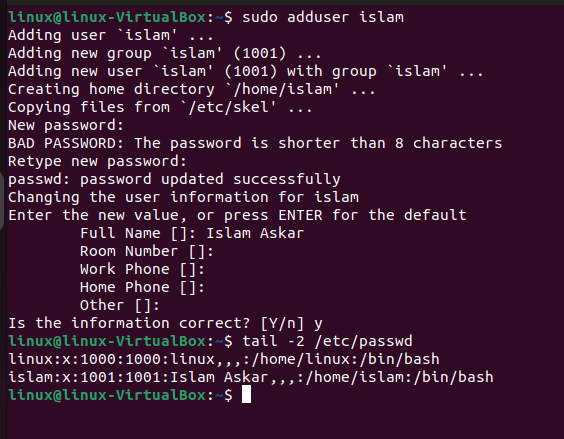 linux@linux-VirtualBox:~$ sudo adduser islam
Adding user `islam' ...
Adding new group `islam' (1001) ...
Adding new user `islam' (1001) with group `islam' ...
Creating home directory `/home/islam' ...
Copying files from `/etc/skel' ...
New password:
BAD PASSWORD: The password is shorter than 8 characters
Retype new password:
passwd: password updated successfully
Changing the user information for islam
Enter the new value, or press ENTER for the default
        Full Name []: Islam Askar
        Room Number []:
        Work Phone []:
        Home Phone []:
        Other []:
Is the information correct? [Y/n] y
linux@linux-VirtualBox:~$ tail -2 /etc/passwd
linux:x:1000:1000:linux,,,:/home/linux:/bin/bash
islam:x:1001:1001:Islam Askar,,,:/home/islam:/bin/bash
linux@linux-VirtualBox:~$